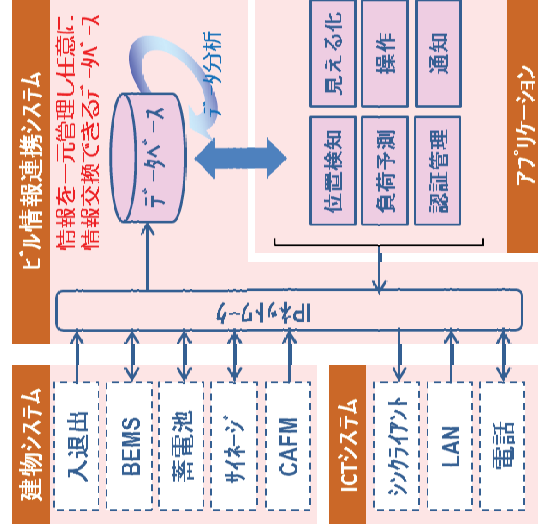 ビル情報連携システム
情報を一元管理し任意に
情報交換できるデータベース
データベース
データ分析
見える化
操作
通知
位置検知
負荷予測
認証管理
アプリケーション
IPネットワーク
建物システム
入退出
BEMS
蓄電池
サイネージ
CAFM
ICTシステム
シンクライアント
LAN
電話